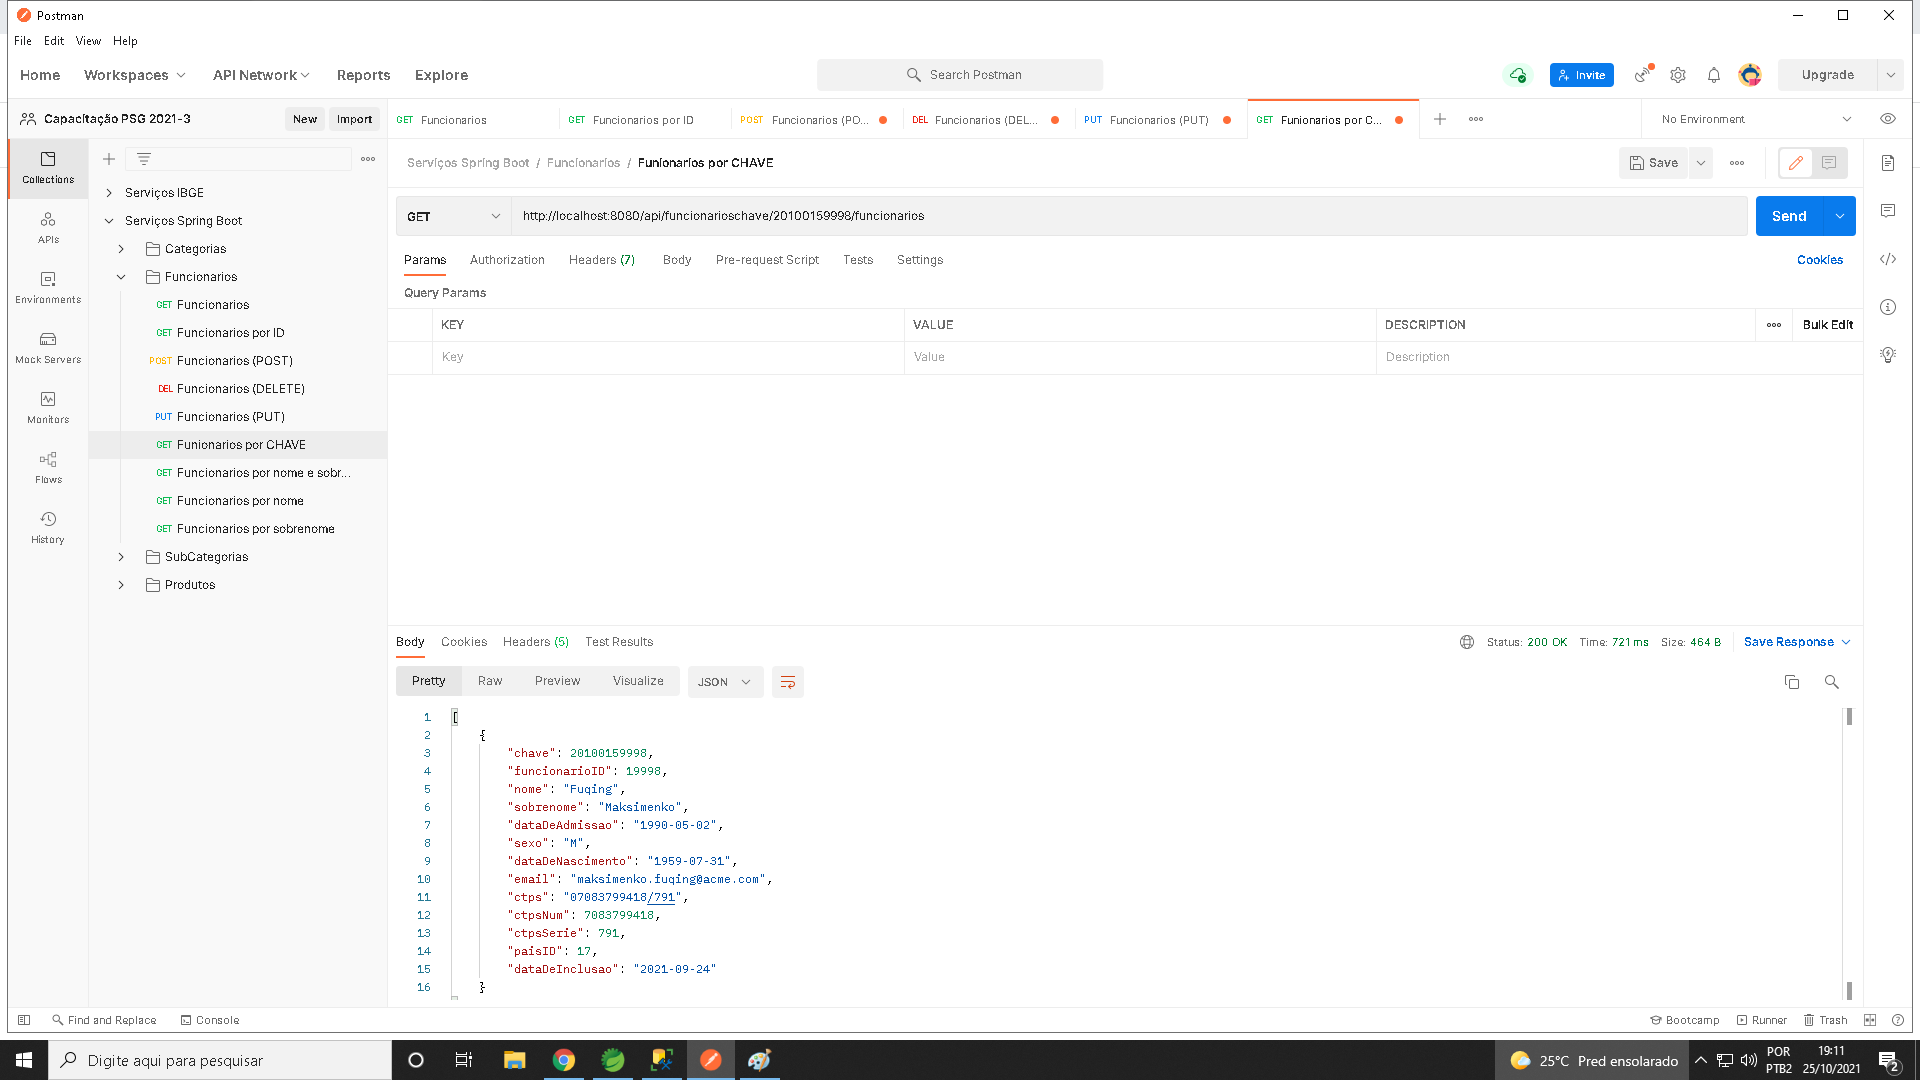 Postman
File Edit View Help
Home Workspaces API Network Reports Explore
Search Postman
Invite
Upgrade
Capacitação PSG 2021-3
New
Import
GET Funcionarios
GET Funcionarios por ID
POST Funcionarios (PO...
DEL Funcionarios (DEL...
PUT Funcionarios (PUT)
GET Funionarios por C...
No Environment
Collections
APIs
Environments
Mock Servers
Monitors
Flows
History
Serviços IBGE
Serviços Spring Boot
Categorias
Funcionarios
GET Funcionarios
GET Funcionarios por ID
POST Funcionarios (POST)
DEL Funcionarios (DELETE)
PUT Funcionarios (PUT)
GET Funionarios por CHAVE
GET Funcionarios por nome e sobr...
GET Funcionarios por nome
GET Funcionarios por sobrenome
SubCategorias
Produtos
Serviços Spring Boot / Funcionarios / Funionarios por CHAVE
Save
GET http://localhost:8080/api/funcionarioschave/20100159998/funcionarios
Send
Params Authorization Headers (7) Body Pre-request Script Tests Settings
Cookies
Query Params
KEY VALUE DESCRIPTION
Bulk Edit
Key Value Description
Body Cookies Headers (5) Test Results
Status: 200 OK Time: 721 ms Size: 464 B
Save Response
Pretty Raw Preview Visualize JSON
1 [
2 {
3 "chave": 20100159998,
4 "funcionarioID": 19998,
5 "nome": "Fuqing",
6 "sobrenome": "Maksimenko",
7 "dataDeAdmissao": "1990-05-02",
8 "sexo": "M",
9 "dataDeNascimento": "1959-07-31",
10 "email": "maksimenko.fuqing@acme.com",
11 "ctps": "07083799418/791",
12 "ctpsNum": 7083799418,
13 "ctpsSerie": 791,
14 "paisID": 17,
15 "dataDeInclusao": "2021-09-24"
16 }
Find and Replace Console
Bootcamp Runner Trash
Digite aqui para pesquisar
25°C Pred ensolarado
POR
PTB2
19:11
25/10/2021
2